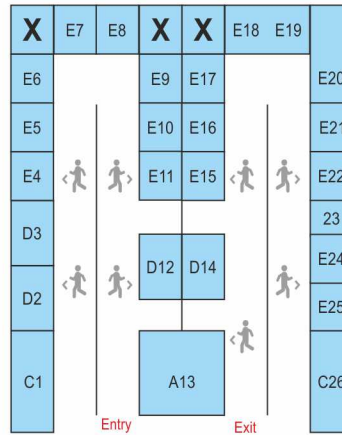 X E7 E8 X X E18 E19
E6 E9 E17 E20
E5 E10 E16 E21
E4 E11 E15 E22
D3 23
D12 D14 E24
D2 E25
C1 A13 C26
Entry Exit